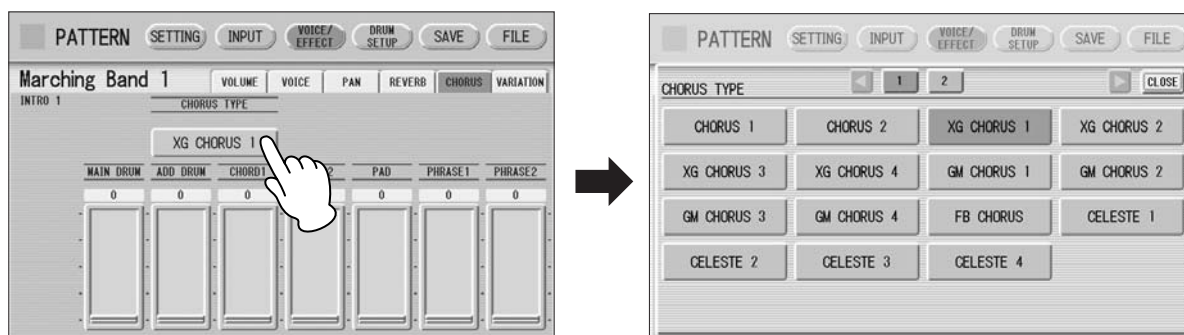 PATTERN SETTING INPUT VOICE/EFFECT DRUM SETUP SAVE FILE
Marching Band 1 VOLUME VOICE PAN REVERB CHORUS VARIATION
INTRO 1 CHORUS TYPE
XG CHORUS 1
MAIN DRUM ADD DRUM CHORD1 2 PAD PHRASE1 PHRASE2
0 0 0 0 0 0
PATTERN SETTING INPUT VOICE/EFFECT DRUM SETUP SAVE FILE
CHORUS TYPE 1 2 CLOSE
CHORUS 1 CHORUS 2 XG CHORUS 1 XG CHORUS 2
XG CHORUS 3 XG CHORUS 4 GM CHORUS 1 GM CHORUS 2
GM CHORUS 3 GM CHORUS 4 FB CHORUS CELESTE 1
CELESTE 2 CELESTE 3 CELESTE 4